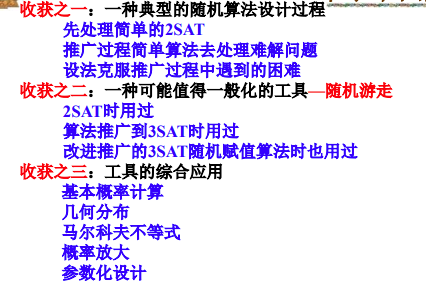 收获之一：一种典型的随机算法设计过程
先处理简单的2SAT
推广过程简单算法去处理难解问题
设法克服推广过程中遇到的困难
收获之二：一种可能值得一般化的工具—随机游走
2SAT时用过
算法推广到3SAT时用过
改进推广的3SAT随机赋值算法时也用过
收获之三：工具的综合应用
基本概率计算
几何分布
马尔科夫不等式
概率放大
参数化设计